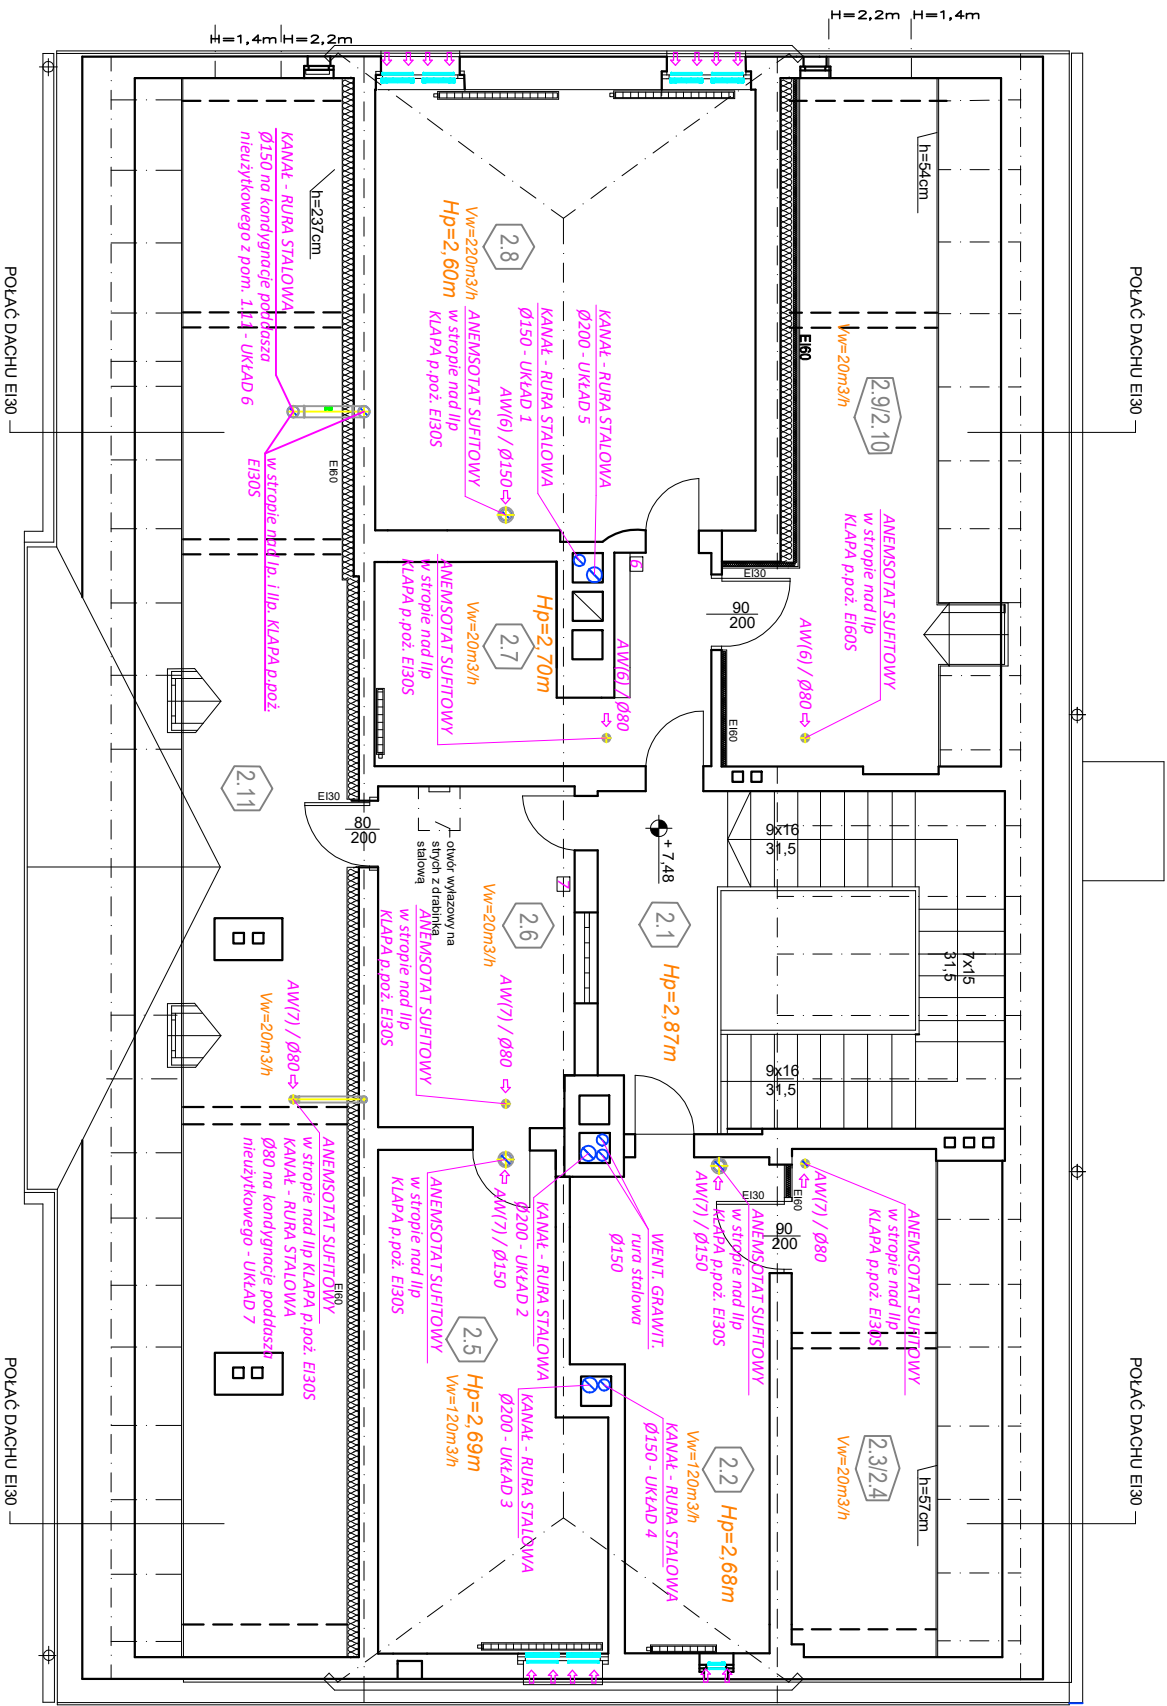 H=2,2m
H=1,4m
H=1,4m
H=2,2m
POŁAĆ DACHU EI30
POŁAĆ DACHU EI30
POŁAĆ DACHU EI30
POŁAĆ DACHU EI30
h=54cm
2.9/2.10
Vw=20m3/h
EI60
ANEMSOTAT SUFITOWY
w stropie nad IIp
KLAPA p.poż. EI60S
AW(6) / Ø80
EI30
90
200
EI60
2.8
Vw=220m3/h
Hp=2,60m
KANAŁ - RURA STALOWA
Ø200 - UKŁAD 5
KANAŁ - RURA STALOWA
Ø150 - UKŁAD 1
AW(6) / Ø150
ANEMSOTAT SUFITOWY
w stropie nad IIp
KLAPA p.poż. EI30S
h=237cm
KANAŁ - RURA STALOWA
Ø150 na kondygnacje poddasza
nieużytkowego z pom. 1.11 - UKŁAD 6
w stropie nad Ip. i IIp. KLAPA p.poż.
EI30S
EI60
6
Hp=2,70m
2.7
Vw=20m3/h
AW(6) / Ø80
ANEMSOTAT SUFITOWY
w stropie nad IIp
KLAPA p.poż. EI30S
2.11
EI30
80
200
otwór wyłazowy na
strych z drabinką
stalową
+ 7,48
9x16
31,5
7x15
31,5
9x16
31,5
2.1
Hp=2,87m
7
2.6
Vw=20m3/h
AW(7) / Ø80
ANEMSOTAT SUFITOWY
w stropie nad IIp
KLAPA p.poż. EI30S
AW(7) / Ø80
Vw=20m3/h
ANEMSOTAT SUFITOWY
w stropie nad IIp KLAPA p.poż. EI30S
KANAŁ - RURA STALOWA
Ø80 na kondygnacje poddasza
nieużytkowego - UKŁAD 7
EI60
AW(7) / Ø150
ANEMSOTAT SUFITOWY
w stropie nad IIp
KLAPA p.poż. EI30S
KANAŁ - RURA STALOWA
Ø200 - UKŁAD 2
2.5
Hp=2,69m
Vw=120m3/h
KANAŁ - RURA STALOWA
Ø200 - UKŁAD 3
WENT. GRAWIT.
rura stalowa
Ø150
KANAŁ - RURA STALOWA
Ø150 - UKŁAD 4
2.2
Hp=2,68m
Vw=120m3/h
AW(7) / Ø150
ANEMSOTAT SUFITOWY
w stropie nad IIp
KLAPA p.poż. EI30S
EI30
EI60
90
200
AW(7) / Ø80
ANEMSOTAT SUFITOWY
w stropie nad IIp
KLAPA p.poż. EI30S
2.3/2.4
Vw=20m3/h
h=57cm